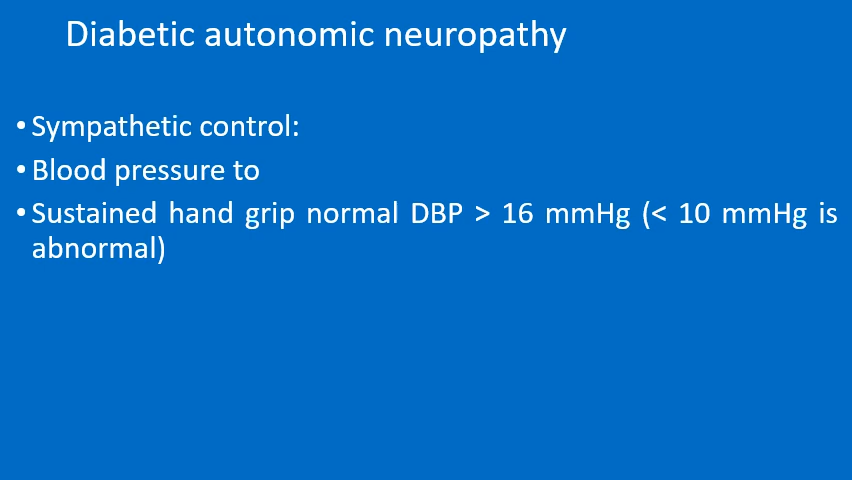 Diabetic autonomic neuropathy
• Sympathetic control:
• Blood pressure to
• Sustained hand grip normal DBP > 16 mmHg (< 10 mmHg is
abnormal)